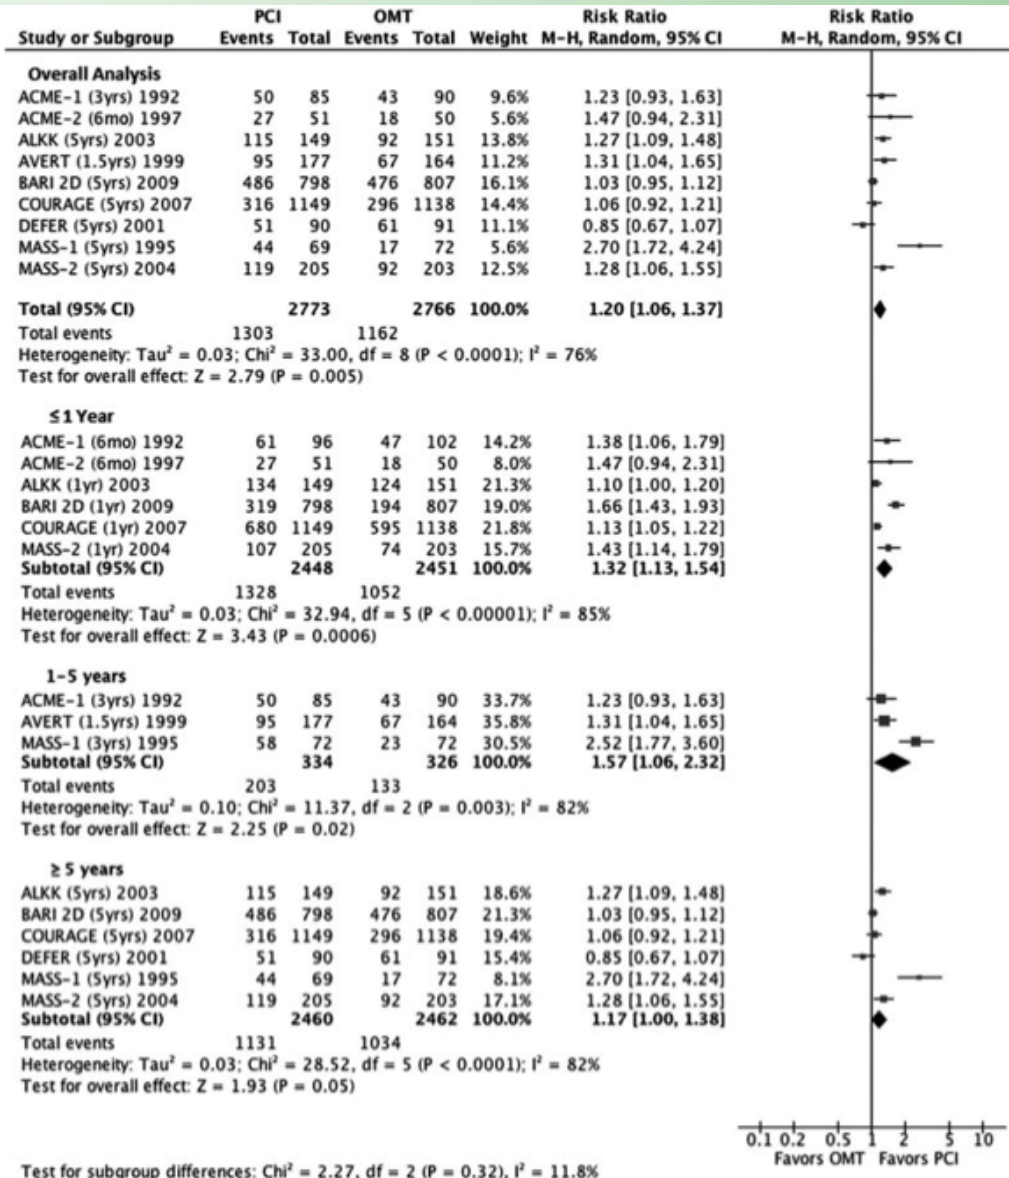 PCI OMT Risk Ratio Risk Ratio
Study or Subgroup Events Total Events Total Weight M-H, Random, 95% CI M-H, Random, 95% CI
Overall Analysis
ACME-1 (3yrs) 1992 50 85 43 90 9.6% 1.23 [0.93, 1.63]
ACME-2 (6mo) 1997 27 51 18 50 5.6% 1.47 [0.94, 2.31]
ALKK (5yrs) 2003 115 149 92 151 13.8% 1.27 [1.09, 1.48]
AVERT (1.5yrs) 1999 95 177 67 164 11.2% 1.31 [1.04, 1.65]
BARI 2D (5yrs) 2009 486 798 476 807 16.1% 1.03 [0.95, 1.12]
COURAGE (5yrs) 2007 316 1149 296 1138 14.4% 1.06 [0.92, 1.21]
DEFER (5yrs) 2001 51 90 61 91 11.1% 0.85 [0.67, 1.07]
MASS-1 (5yrs) 1995 44 69 17 72 5.6% 2.70 [1.72, 4.24]
MASS-2 (5yrs) 2004 119 205 92 203 12.5% 1.28 [1.06, 1.55]
Total (95% CI) 2773 2766 100.0% 1.20 [1.06, 1.37]
Total events 1303 1162
Heterogeneity: Tau² = 0.03; Chi² = 33.00, df = 8 (P < 0.0001); I² = 76%
Test for overall effect: Z = 2.79 (P = 0.005)
≤1 Year
ACME-1 (6mo) 1992 61 96 47 102 14.2% 1.38 [1.06, 1.79]
ACME-2 (6mo) 1997 27 51 18 50 8.0% 1.47 [0.94, 2.31]
ALKK (1yr) 2003 134 149 124 151 21.3% 1.10 [1.00, 1.20]
BARI 2D (1yr) 2009 319 798 194 807 19.0% 1.66 [1.43, 1.93]
COURAGE (1yr) 2007 680 1149 595 1138 21.8% 1.13 [1.05, 1.22]
MASS-2 (1yr) 2004 107 205 74 203 15.7% 1.43 [1.14, 1.79]
Subtotal (95% CI) 2448 2451 100.0% 1.32 [1.13, 1.54]
Total events 1328 1052
Heterogeneity: Tau² = 0.03; Chi² = 32.94, df = 5 (P < 0.00001); I² = 85%
Test for overall effect: Z = 3.43 (P = 0.0006)
1-5 years
ACME-1 (3yrs) 1992 50 85 43 90 33.7% 1.23 [0.93, 1.63]
AVERT (1.5yrs) 1999 95 177 67 164 35.8% 1.31 [1.04, 1.65]
MASS-1 (3yrs) 1995 58 72 23 72 30.5% 2.52 [1.77, 3.60]
Subtotal (95% CI) 334 326 100.0% 1.57 [1.06, 2.32]
Total events 203 133
Heterogeneity: Tau² = 0.10; Chi² = 11.37, df = 2 (P = 0.003); I² = 82%
Test for overall effect: Z = 2.25 (P = 0.02)
≥ 5 years
ALKK (5yrs) 2003 115 149 92 151 18.6% 1.27 [1.09, 1.48]
BARI 2D (5yrs) 2009 486 798 476 807 21.3% 1.03 [0.95, 1.12]
COURAGE (5yrs) 2007 316 1149 296 1138 19.4% 1.06 [0.92, 1.21]
DEFER (5yrs) 2001 51 90 61 91 15.4% 0.85 [0.67, 1.07]
MASS-1 (5yrs) 1995 44 69 17 72 8.1% 2.70 [1.72, 4.24]
MASS-2 (5yrs) 2004 119 205 92 203 17.1% 1.28 [1.06, 1.55]
Subtotal (95% CI) 2460 2462 100.0% 1.17 [1.00, 1.38]
Total events 1131 1034
Heterogeneity: Tau² = 0.03; Chi² = 28.52, df = 5 (P < 0.0001); I² = 82%
Test for overall effect: Z = 1.93 (P = 0.05)
0.1 0.2 0.5 1 2 5 10
Favors OMT Favors PCI
Test for subgroup differences: Chi² = 2.27, df = 2 (P = 0.32), I² = 11.8%